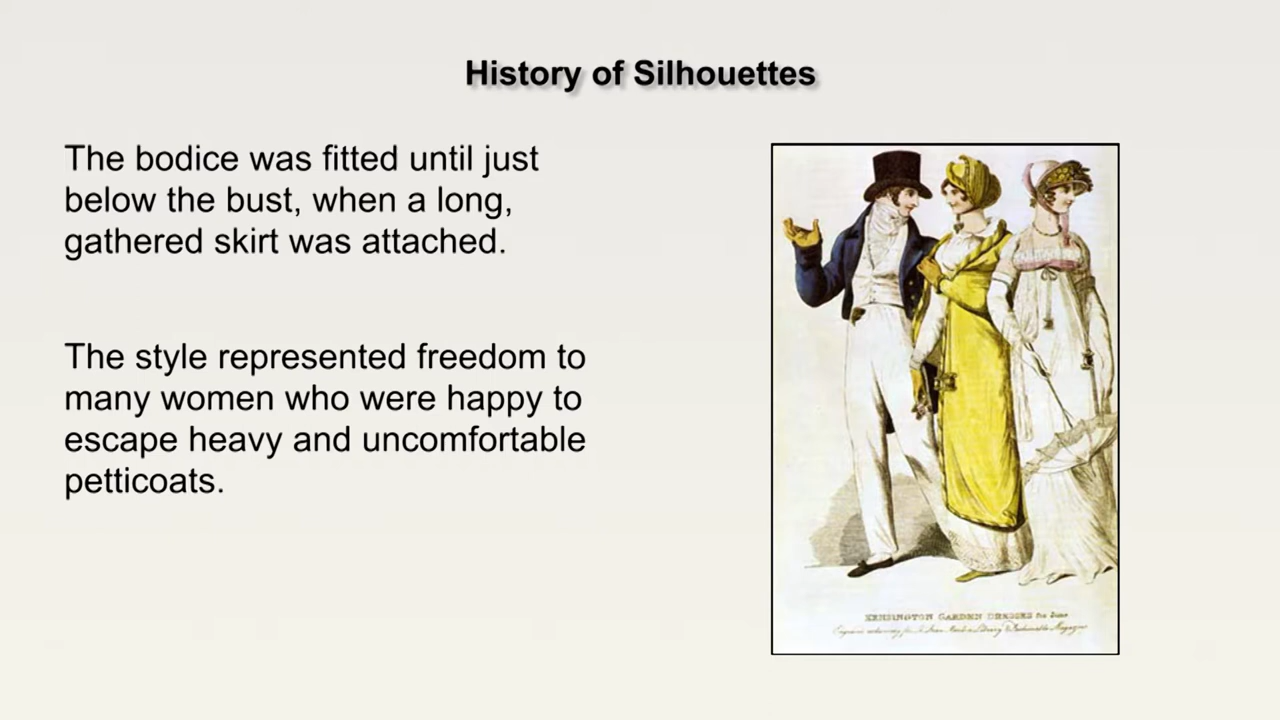 History of Silhouettes
The bodice was fitted until just
below the bust, when a long,
gathered skirt was attached.
The style represented freedom to
many women who were happy to
escape heavy and uncomfortable
petticoats.
KENSINGTON GARDEN DRESSES for June